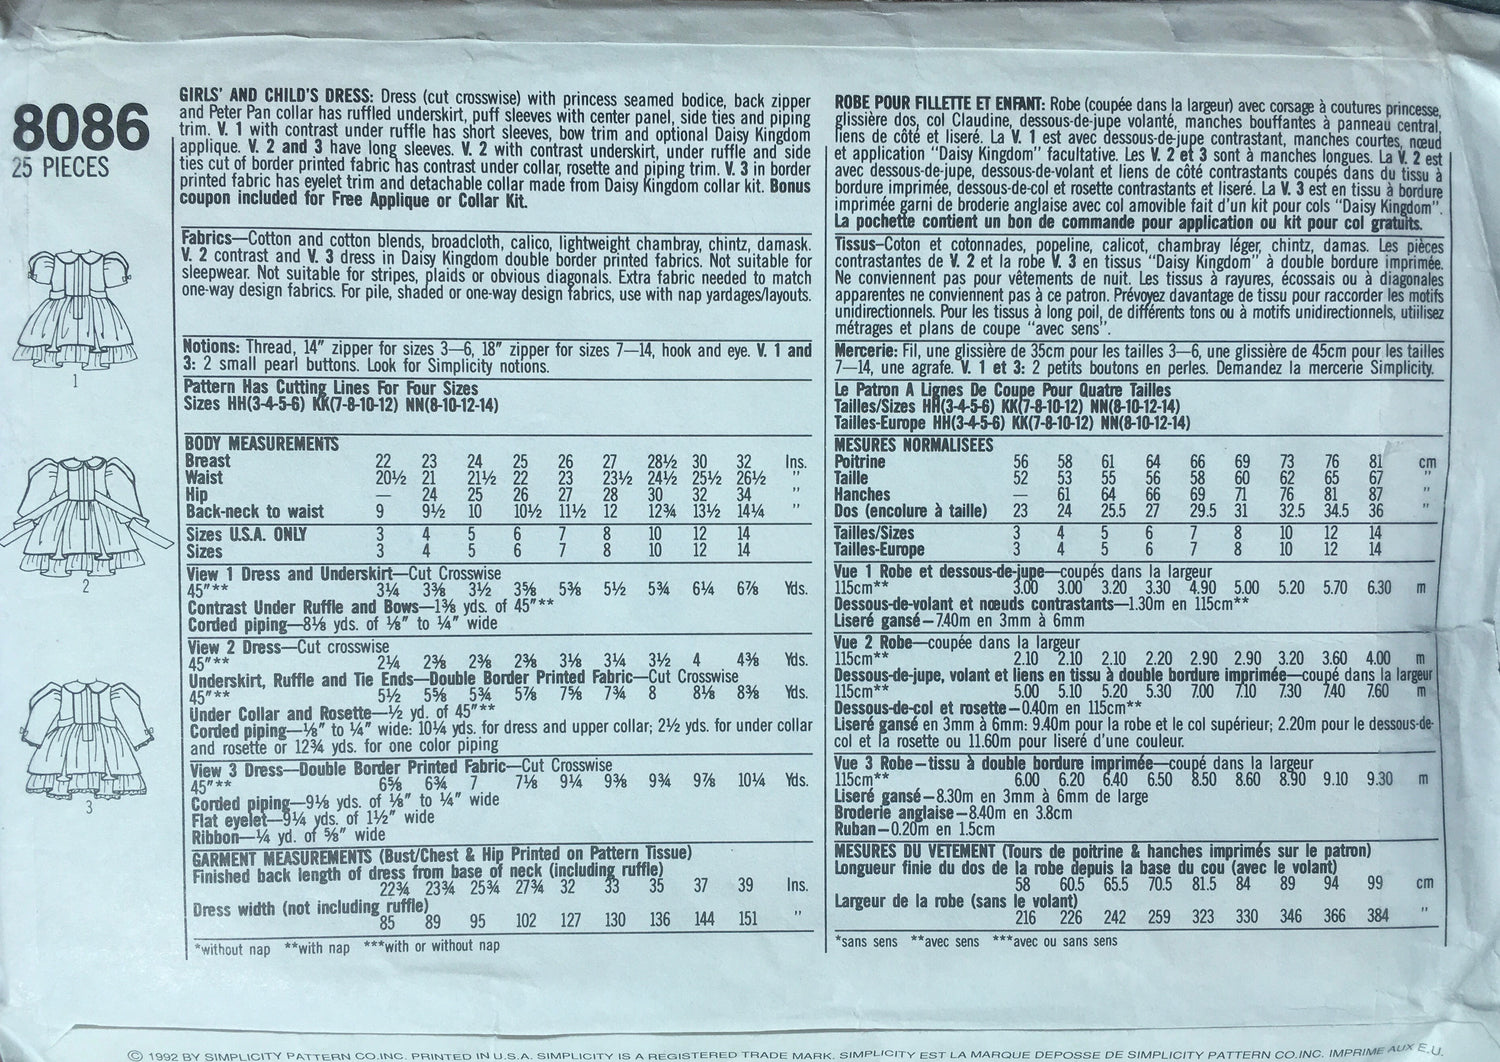 8086
25 PIECES
GIRLS' AND CHILD'S DRESS: Dress (cut crosswise) with princess seamed bodice, back zipper
and Peter Pan collar has ruffled underskirt, puff sleeves with center panel, side ties and piping
trim. V. 1 with contrast under ruffle has short sleeves, bow trim and optional Daisy Kingdom
applique. V. 2 and 3 have long sleeves. V. 2 with contrast underskirt, under ruffle and side
ties cut of border printed fabric has contrast under collar, rosette and piping trim. V. 3 in border
printed fabric has eyelet trim and detachable collar made from Daisy Kingdom collar kit. Bonus
coupon included for Free Applique or Collar Kit.
Fabrics—Cotton and cotton blends, broadcloth, calico, lightweight chambray, chintz, damask.
V. 2 contrast and V. 3 dress in Daisy Kingdom double border printed fabrics. Not suitable for
sleepwear. Not suitable for stripes, plaids or obvious diagonals. Extra fabric needed to match
one-way design fabrics. For pile, shaded or one-way design fabrics, use with nap yardages/layouts.
Notions: Thread, 14" zipper for sizes 3—6, 18" zipper for sizes 7—14, hook and eye. V. 1 and
3: 2 small pearl buttons. Look for Simplicity notions.
Pattern Has Cutting Lines For Four Sizes
Sizes HH(3-4-5-6) KK(7-8-10-12) NN(8-10-12-14)
BODY MEASUREMENTS
Breast 22 23 24 25 26 27 28½ 30 32 Ins.
Waist 20½ 21 21½ 22 23 23½ 24½ 25½ 26½ "
Hip — 24 25 26 27 28 30 32 34 "
Back-neck to waist 9 9½ 10 10½ 11½ 12 12¾ 13½ 14¼ "
Sizes U.S.A. ONLY 3 4 5 6 7 8 10 12 14
Sizes 3 4 5 6 7 8 10 12 14
View 1 Dress and Underskirt—Cut Crosswise
45"** 3¼ 3⅜ 3½ 3⅝ 5⅜ 5½ 5¾ 6¼ 6⅞ Yds.
Contrast Under Ruffle and Bows—1⅜ yds. of 45"**
Corded piping—8⅛ yds. of ⅛" to ¼" wide
View 2 Dress—Cut crosswise
45"** 2¼ 2⅜ 2⅜ 2⅜ 3⅛ 3¼ 3½ 4 4⅜ Yds.
Underskirt, Ruffle and Tie Ends—Double Border Printed Fabric—Cut Crosswise
45"** 5½ 5⅝ 5¾ 5⅞ 7⅝ 7¾ 8 8⅛ 8⅜ Yds.
Under Collar and Rosette—½ yd. of 45"**
Corded piping—⅛" to ¼" wide: 10¼ yds. for dress and upper collar; 2½ yds. for under collar
and rosette or 12¾ yds. for one color piping
View 3 Dress—Double Border Printed Fabric—Cut Crosswise
45"** 6⅝ 6¾ 7 7⅛ 9¼ 9⅜ 9¾ 9⅞ 10¼ Yds.
Corded piping—9⅛ yds. of ⅛" to ¼" wide
Flat eyelet—9¼ yds. of 1½" wide
Ribbon—¼ yd. of ⅝" wide
GARMENT MEASUREMENTS (Bust/Chest & Hip Printed on Pattern Tissue)
Finished back length of dress from base of neck (including ruffle)
22¾ 23¾ 25¾ 27¾ 32 33 35 37 39 Ins.
Dress width (not including ruffle)
85 89 95 102 127 130 136 144 151 "
*without nap **with nap ***with or without nap
ROBE POUR FILLETTE ET ENFANT: Robe (coupée dans la largeur) avec corsage à coutures princesse,
glissière dos, col Claudine, dessous-de-jupe volanté, manches bouffantes à panneau central,
liens de côté et liseré. La V. 1 est avec dessous-de-jupe contrastant, manches courtes, nœud
et application "Daisy Kingdom" facultative. Les V. 2 et 3 sont à manches longues. La V. 2 est
avec dessous-de-jupe, dessous-de-volant et liens de côté contrastants coupés dans du tissu à
bordure imprimée, dessous-de-col et rosette contrastants et liseré. La V. 3 est en tissu à bordure
imprimée garni de broderie anglaise avec col amovible fait d'un kit pour cols "Daisy Kingdom".
La pochette contient un bon de commande pour application ou kit pour col gratuits.
Tissus—Coton et cotonnades, popeline, calicot, chambray léger, chintz, damas. Les pièces
contrastantes de V. 2 et la robe V. 3 en tissus "Daisy Kingdom" à double bordure imprimée.
Ne conviennent pas pour vêtements de nuit. Les tissus à rayures, écossais ou à diagonales
apparentes ne conviennent pas à ce patron. Prévoyez davantage de tissu pour raccorder les motifs
unidirectionnels. Pour les tissus à long poil, de différents tons ou à motifs unidirectionnels, utilisez
métrages et plans de coupe "avec sens".
Mercerie: Fil, une glissière de 35cm pour les tailles 3—6, une glissière de 45cm pour les tailles
7—14, une agrafe. V. 1 et 3: 2 petits boutons en perles. Demandez la mercerie Simplicity.
Le Patron A Lignes De Coupe Pour Quatre Tailles
Tailles/Sizes HH(3-4-5-6) KK(7-8-10-12) NN(8-10-12-14)
Tailles-Europe HH(3-4-5-6) KK(7-8-10-12) NN(8-10-12-14)
MESURES NORMALISEES
Poitrine 56 58 61 64 66 69 73 76 81 cm
Taille 52 53 55 56 58 60 62 65 67 "
Hanches — 61 64 66 69 71 76 81 87 "
Dos (encolure à taille) 23 24 25.5 27 29.5 31 32.5 34.5 36 "
Tailles/Sizes 3 4 5 6 7 8 10 12 14
Tailles-Europe 3 4 5 6 7 8 10 12 14
Vue 1 Robe et dessous-de-jupe—coupés dans la largeur
115cm** 3.00 3.00 3.20 3.30 4.90 5.00 5.20 5.70 6.30 m
Dessous-de-volant et nœuds contrastants—1.30m en 115cm**
Liseré gansé—7.40m en 3mm à 6mm
Vue 2 Robe—coupée dans la largeur
115cm** 2.10 2.10 2.10 2.20 2.90 2.90 3.20 3.60 4.00 m
Dessous-de-jupe, volant et liens en tissu à double bordure imprimée—coupé dans la largeur
115cm** 5.00 5.10 5.20 5.30 7.00 7.10 7.30 7.40 7.60 m
Dessous-de-col et rosette—0.40m en 115cm**
Liseré gansé en 3mm à 6mm: 9.40m pour la robe et le col supérieur; 2.20m pour le dessous-de-
col et la rosette ou 11.60m pour liseré d'une couleur.
Vue 3 Robe—tissu à double bordure imprimée—coupé dans la largeur
115cm** 6.00 6.20 6.40 6.50 8.50 8.60 8.90 9.10 9.30 m
Liseré gansé—8.30m en 3mm à 6mm de large
Broderie anglaise—8.40m en 3.8cm
Ruban—0.20m en 1.5cm
MESURES DU VETEMENT (Tours de poitrine & hanches imprimés sur le patron)
Longueur finie du dos de la robe depuis la base du cou (avec le volant)
58 60.5 65.5 70.5 81.5 84 89 94 99 cm
Largeur de la robe (sans le volant)
216 226 242 259 323 330 346 366 384 "
*sans sens **avec sens ***avec ou sans sens
1
2
3
© 1992 BY SIMPLICITY PATTERN CO.INC. PRINTED IN U.S.A. SIMPLICITY IS A REGISTERED TRADE MARK. SIMPLICITY EST LA MARQUE DEPOSSE DE SIMPLICITY PATTERN CO.INC. IMPRIME AUX E.U.